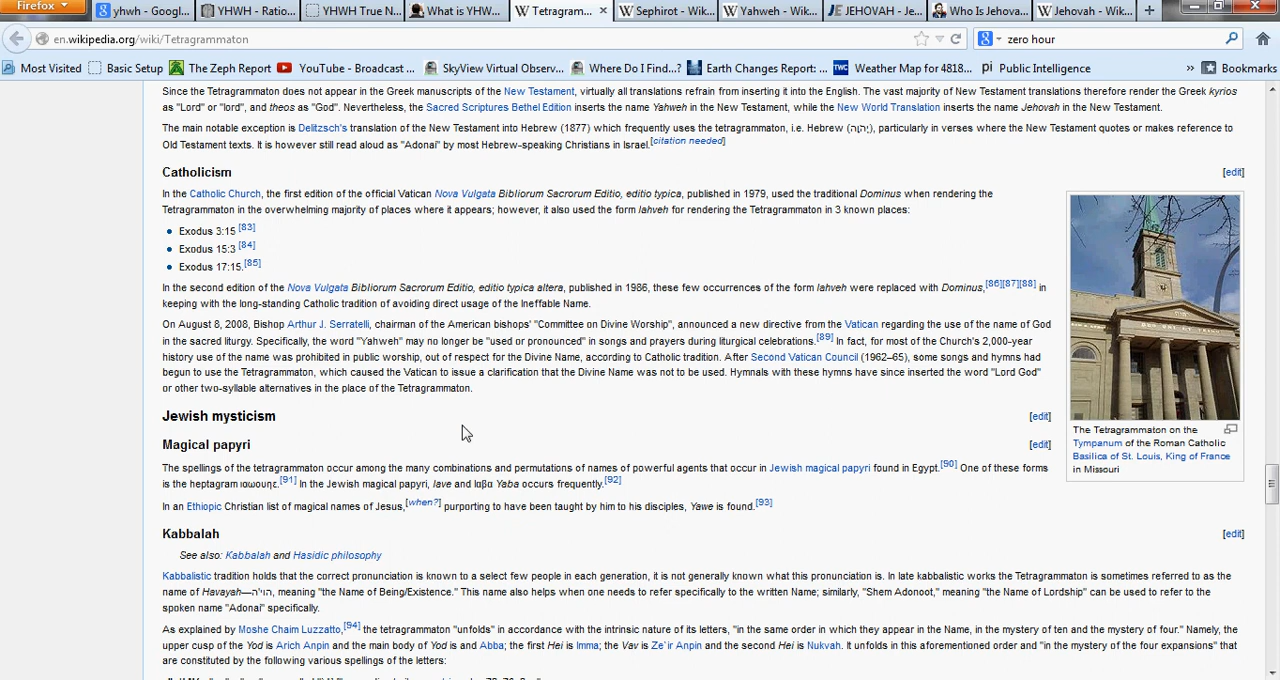 Firefox
yhwh - Googl...
YHWH - Ratio...
YHWH True N...
What is YHW...
Tetragram...
Sephirot - Wik...
Yahweh - Wik...
JEHOVAH - Je...
Who Is Jehova...
Jehovah - Wik...
en.wikipedia.org/wiki/Tetragrammaton
zero hour
Most Visited
Basic Setup
The Zeph Report
YouTube - Broadcast ...
SkyView Virtual Observ...
Where Do I Find...?
Earth Changes Report: ...
Weather Map for 4818...
Public Intelligence
»
Bookmarks
Since the Tetragrammaton does not appear in the Greek manuscripts of the New Testament, virtually all translations refrain from inserting it into the English. The vast majority of New Testament translations therefore render the Greek kyrios
as "Lord" or "lord", and theos as "God". Nevertheless, the Sacred Scriptures Bethel Edition inserts the name Yahweh in the New Testament, while the New World Translation inserts the name Jehovah in the New Testament.
The main notable exception is Delitzsch's translation of the New Testament into Hebrew (1877) which frequently uses the tetragrammaton, i.e. Hebrew (יְהוָֹה), particularly in verses where the New Testament quotes or makes reference to
Old Testament texts. It is however still read aloud as "Adonai" by most Hebrew-speaking Christians in Israel.[citation needed]
Catholicism
[edit]
In the Catholic Church, the first edition of the official Vatican Nova Vulgata Bibliorum Sacrorum Editio, editio typica, published in 1979, used the traditional Dominus when rendering the
Tetragrammaton in the overwhelming majority of places where it appears; however, it also used the form Iahveh for rendering the Tetragrammaton in 3 known places:
Exodus 3:15 [83]
Exodus 15:3 [84]
Exodus 17:15.[85]
In the second edition of the Nova Vulgata Bibliorum Sacrorum Editio, editio typica altera, published in 1986, these few occurrences of the form Iahveh were replaced with Dominus,[86][87][88] in
keeping with the long-standing Catholic tradition of avoiding direct usage of the Ineffable Name.
On August 8, 2008, Bishop Arthur J. Serratelli, chairman of the American bishops' "Committee on Divine Worship", announced a new directive from the Vatican regarding the use of the name of God
in the sacred liturgy. Specifically, the word "Yahweh" may no longer be "used or pronounced" in songs and prayers during liturgical celebrations.[89] In fact, for most of the Church's 2,000-year
history use of the name was prohibited in public worship, out of respect for the Divine Name, according to Catholic tradition. After Second Vatican Council (1962–65), some songs and hymns had
begun to use the Tetragrammaton, which caused the Vatican to issue a clarification that the Divine Name was not to be used. Hymnals with these hymns have since inserted the word "Lord God"
or other two-syllable alternatives in the place of the Tetragrammaton.
The Tetragrammaton on the
Tympanum of the Roman Catholic
Basilica of St. Louis, King of France
in Missouri
Jewish mysticism
[edit]
Magical papyri
[edit]
The spellings of the tetragrammaton occur among the many combinations and permutations of names of powerful agents that occur in Jewish magical papyri found in Egypt.[90] One of these forms
is the heptagram ιαωουηε.[91] In the Jewish magical papyri, Iave and Ιαβα Yaba occurs frequently.[92]
In an Ethiopic Christian list of magical names of Jesus,[when?] purporting to have been taught by him to his disciples, Yawe is found.[93]
Kabbalah
[edit]
See also: Kabbalah and Hasidic philosophy
Kabbalistic tradition holds that the correct pronunciation is known to a select few people in each generation, it is not generally known what this pronunciation is. In late kabbalistic works the Tetragrammaton is sometimes referred to as the
name of Havayah—הוי'ה, meaning "the Name of Being/Existence." This name also helps when one needs to refer specifically to the written Name; similarly, "Shem Adonoot," meaning "the Name of Lordship" can be used to refer to the
spoken name "Adonai" specifically.
As explained by Moshe Chaim Luzzatto,[94] the tetragrammaton "unfolds" in accordance with the intrinsic nature of its letters, "in the same order in which they appear in the Name, in the mystery of ten and the mystery of four." Namely, the
upper cusp of the Yod is Arich Anpin and the main body of Yod is and Abba; the first Hei is Imma; the Vav is Ze`ir Anpin and the second Hei is Nukvah. It unfolds in this aforementioned order and "in the mystery of the four expansions" that
are constituted by the following various spellings of the letters: